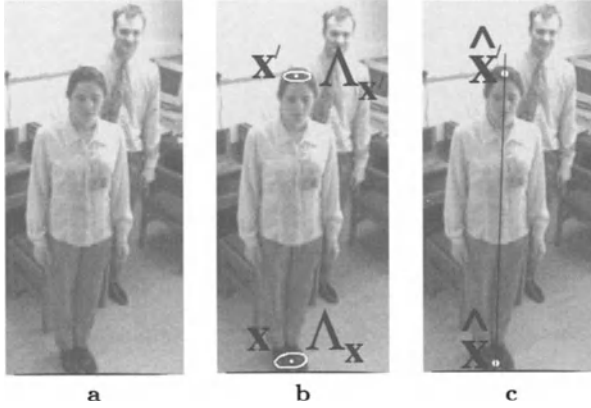 x′ Λx′
x Λx
x̂′
x̂
a b c